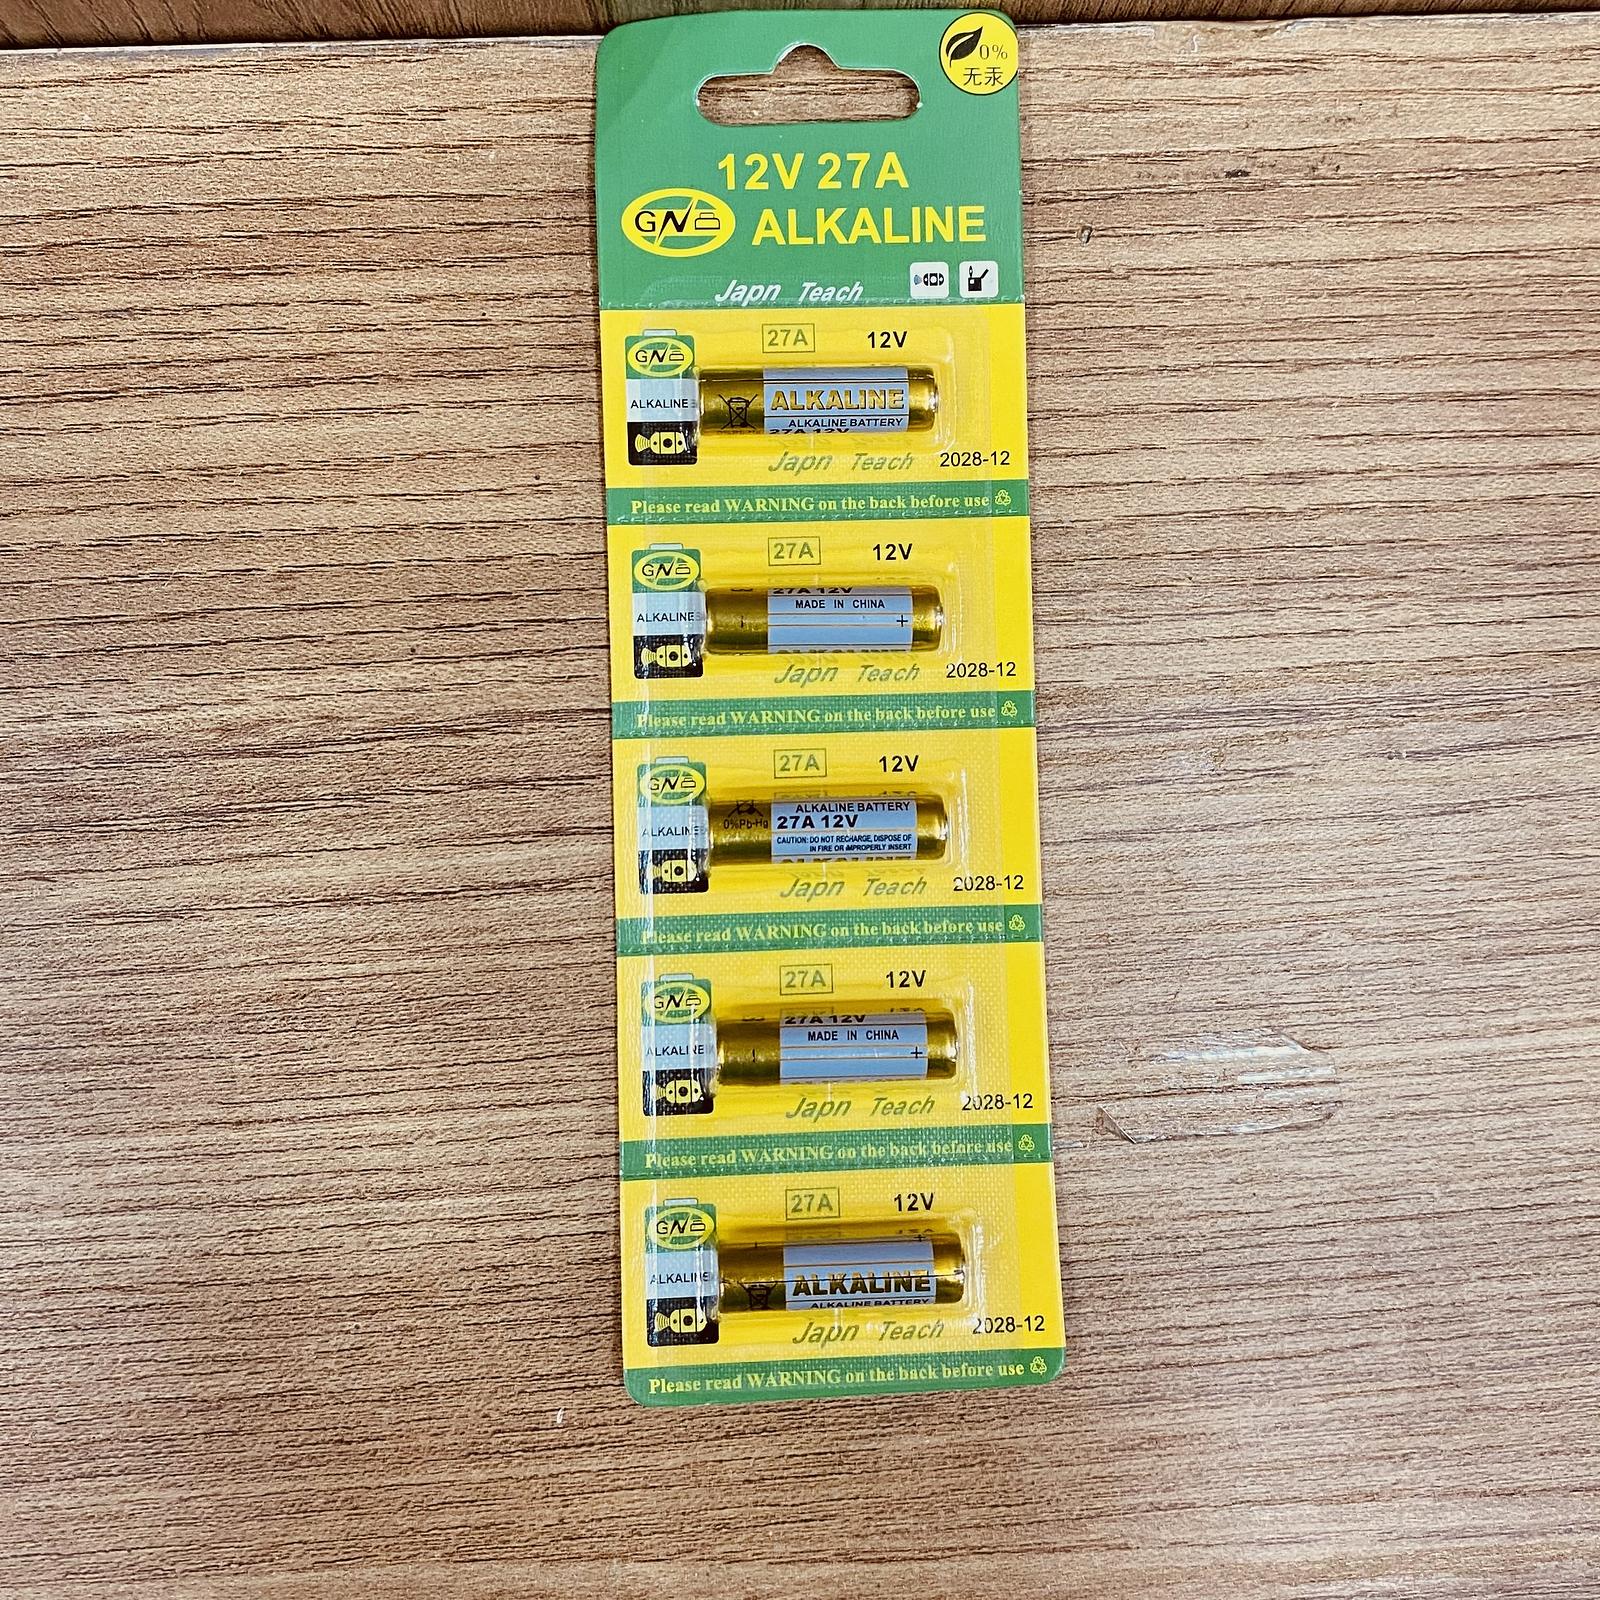 0%
无汞
12V 27A
GN ALKALINE
Japn Teach
27A 12V
GN
ALKALINE
ALKALINE
ALKALINE BATTERY
27A 12V
Japn Teach 2028-12
Please read WARNING on the back before use
27A 12V
GN
27A 12V
MADE IN CHINA
ALKALINE
- +
Japn Teach 2028-12
Please read WARNING on the back before use
27A 12V
GN
ALKALINE BATTERY
0%Pb-Hg 27A 12V
ALKALINE
CAUTION: DO NOT RECHARGE, DISPOSE OF
IN FIRE OR IMPROPERLY INSERT
ALKALINE
Japn Teach 2028-12
Please read WARNING on the back before use
27A 12V
GN
27A 12V
MADE IN CHINA
ALKALINE
- +
Japn Teach 2028-12
Please read WARNING on the back before use
27A 12V
GN
+
ALKALINE
ALKALINE
ALKALINE BATTERY
Japn Teach 2028-12
Please read WARNING on the back before use